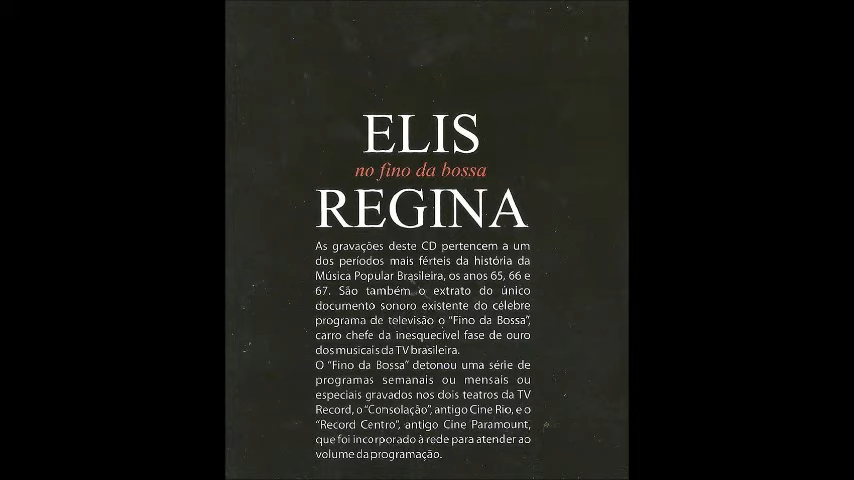 ELIS
no fino da bossa
REGINA
As gravações deste CD pertencem a um
dos períodos mais férteis da história da
Música Popular Brasileira, os anos 65, 66 e
67. São também o extrato do único
documento sonoro existente do célebre
programa de televisão o "Fino da Bossa",
carro chefe da inesquecível fase de ouro
dos musicais da TV brasileira.
O "Fino da Bossa" detonou uma série de
programas semanais ou mensais ou
especiais gravados nos dois teatros da TV
Record, o "Consolação", antigo Cine Rio, e o
"Record Centro", antigo Cine Paramount,
que foi incorporado à rede para atender ao
volume da programação.